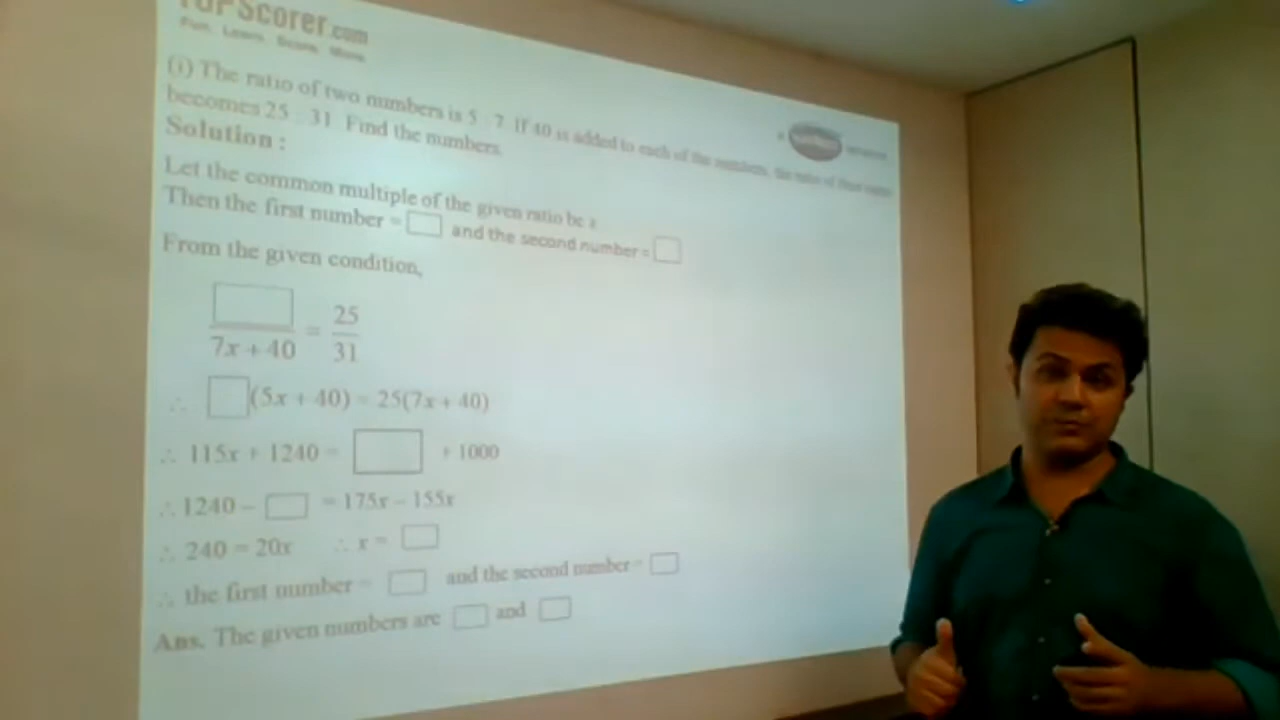 TOPScorer.com
Fun. Learn. Score. More
(i) The ratio of two numbers is 5 : 7. If 40 is added to each of the numbers, the ratio of
becomes 25 : 31. Find the numbers.
Solution :
Let the common multiple of the given ratio be x
Then the first number = and the second number =
From the given condition,
= 25
7x + 40 31
∴ (5x + 40) = 25(7x + 40)
∴ 115x + 1240 = + 1000
∴ 1240 − = 175x − 155x
∴ 240 = 20x ∴ x =
∴ the first number = and the second number =
Ans. The given numbers are and